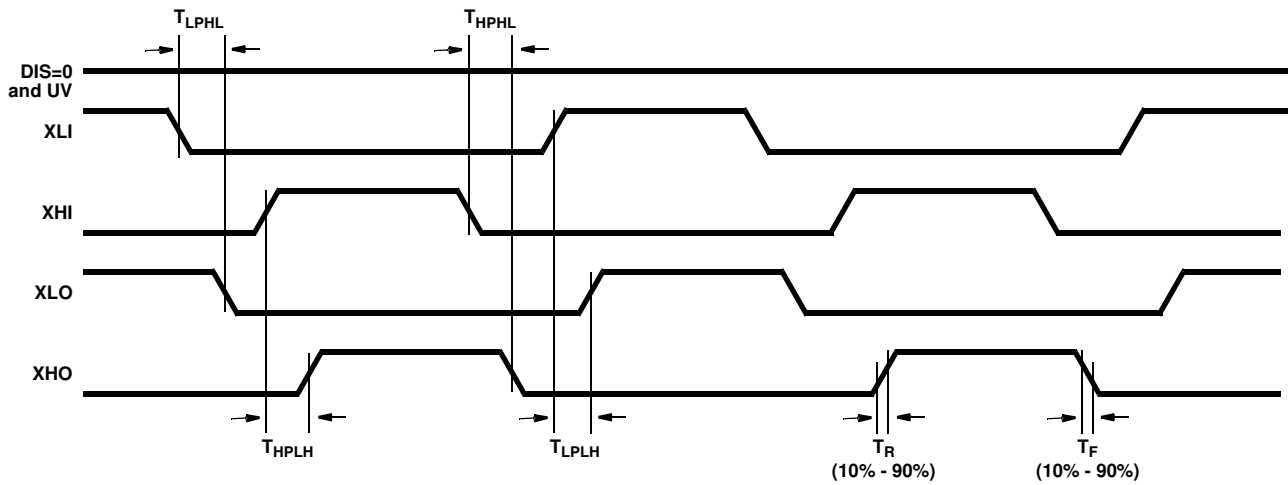 TLPHL
THPHL
DIS=0
and UV
XLI
XHI
XLO
XHO
THPLH
TLPLH
TR
(10% - 90%)
TF
(10% - 90%)